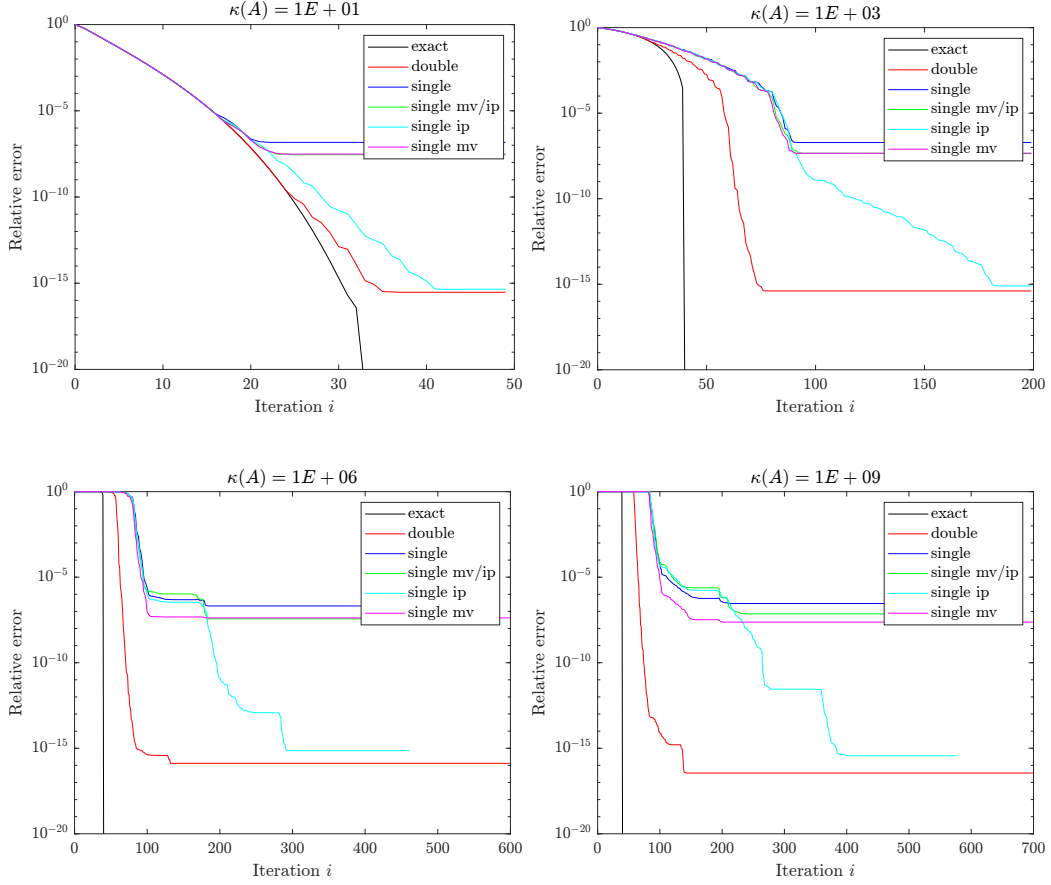 κ(A) = 1E + 01
10^0
10^-5
10^-10
10^-15
10^-20
Relative error
0 10 20 30 40 50
Iteration i
exact
double
single
single mv/ip
single ip
single mv
κ(A) = 1E + 03
10^0
10^-5
10^-10
10^-15
10^-20
Relative error
0 50 100 150 200
Iteration i
exact
double
single
single mv/ip
single ip
single mv
κ(A) = 1E + 06
10^0
10^-5
10^-10
10^-15
10^-20
Relative error
0 100 200 300 400 500 600
Iteration i
exact
double
single
single mv/ip
single ip
single mv
κ(A) = 1E + 09
10^0
10^-5
10^-10
10^-15
10^-20
Relative error
0 100 200 300 400 500 600 700
Iteration i
exact
double
single
single mv/ip
single ip
single mv